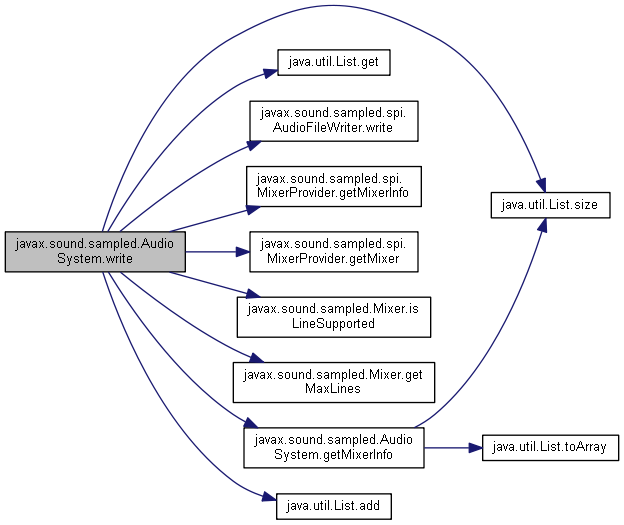 java.util.List.get
javax.sound.sampled.spi.
AudioFileWriter.write
javax.sound.sampled.spi.
MixerProvider.getMixerInfo
java.util.List.size
javax.sound.sampled.Audio
System.write
javax.sound.sampled.spi.
MixerProvider.getMixer
javax.sound.sampled.Mixer.is
LineSupported
javax.sound.sampled.Mixer.get
MaxLines
javax.sound.sampled.Audio
System.getMixerInfo
java.util.List.toArray
java.util.List.add